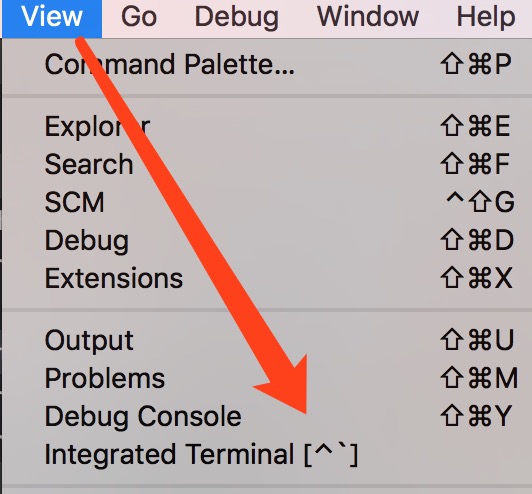 View Go Debug Window Help
Command Palette... ⇧⌘P
Explorer ⇧⌘E
Search ⇧⌘F
SCM ^⇧G
Debug ⇧⌘D
Extensions ⇧⌘X
Output ⇧⌘U
Problems ⇧⌘M
Debug Console ⇧⌘Y
Integrated Terminal [^`]